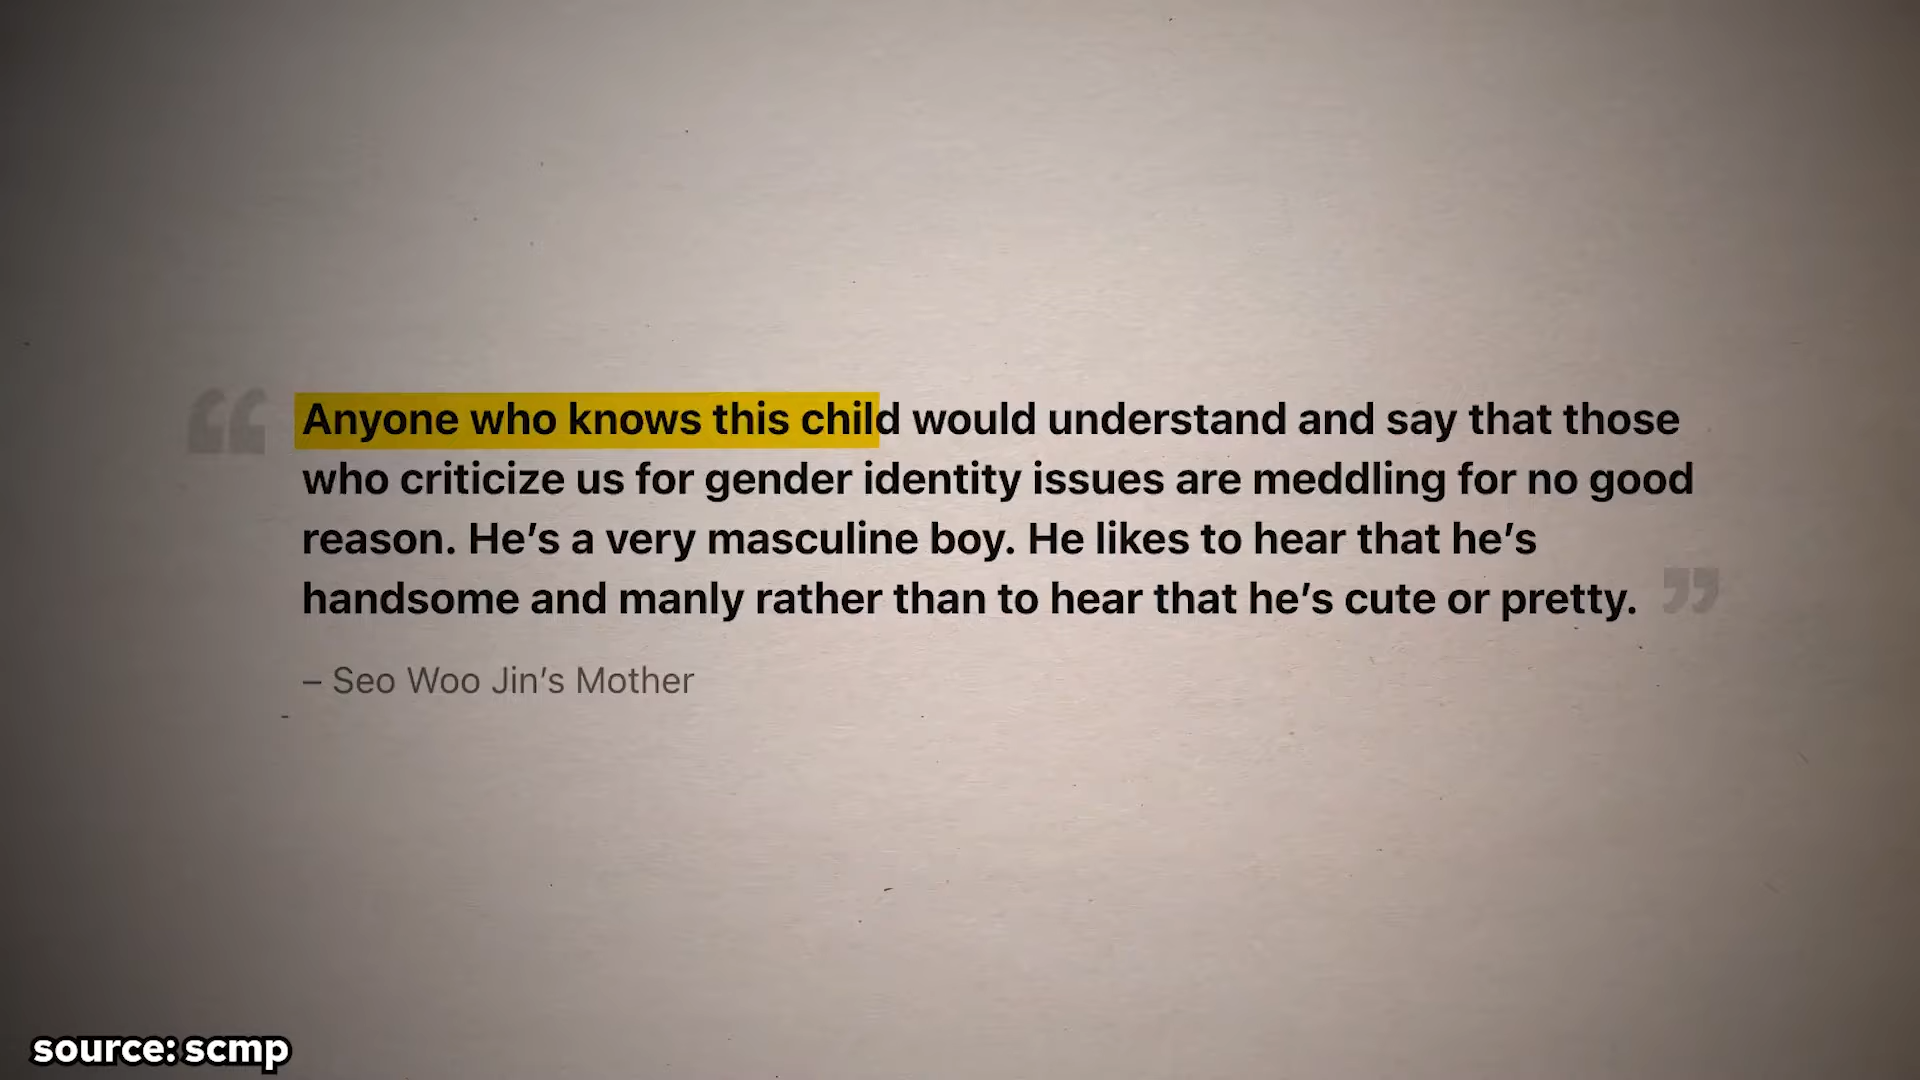 “Anyone who knows this child would understand and say that those
who criticize us for gender identity issues are meddling for no good
reason. He’s a very masculine boy. He likes to hear that he’s
handsome and manly rather than to hear that he’s cute or pretty.”
– Seo Woo Jin’s Mother
source: scmp